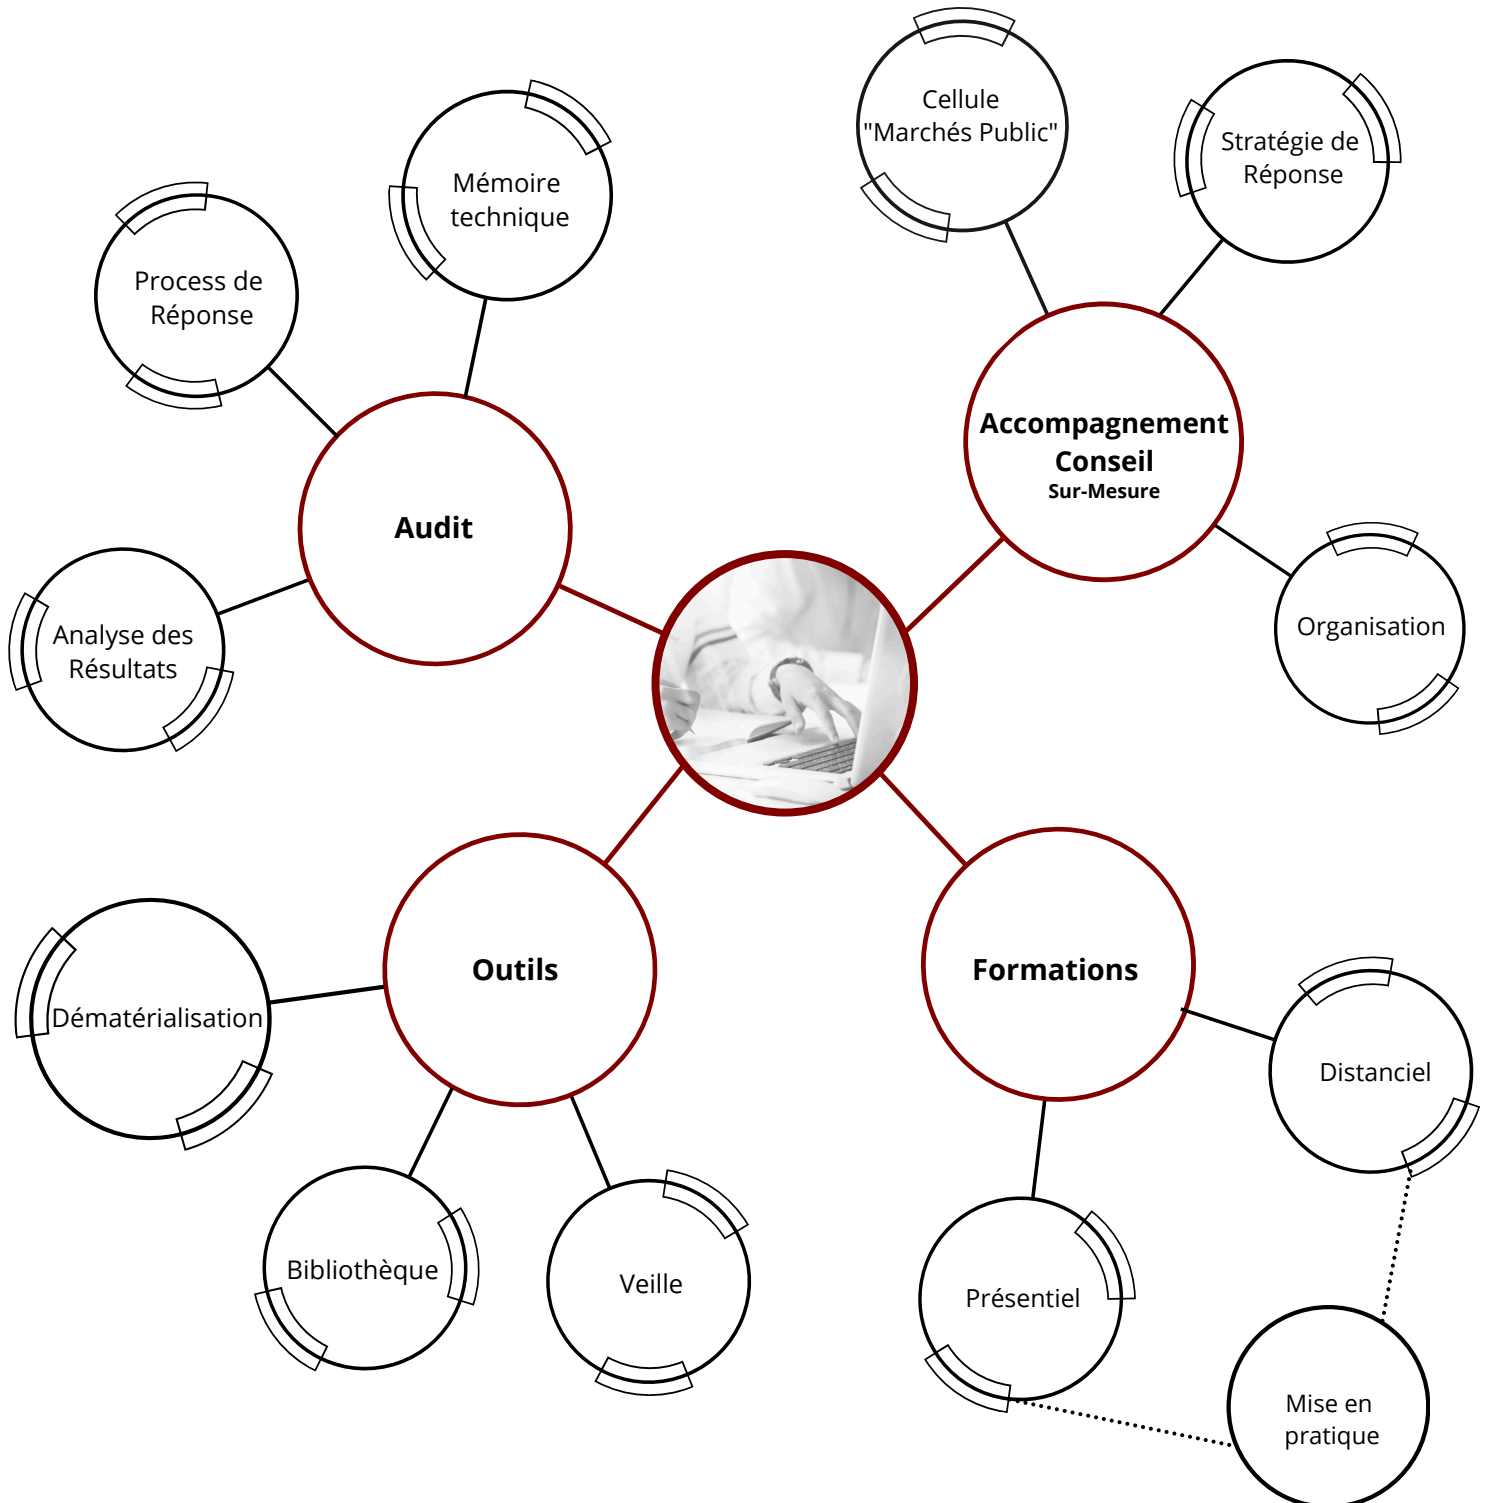 Cellule
"Marchés Public"
Stratégie de
Réponse
Mémoire
technique
Process de
Réponse
Accompagnement
Conseil
Sur-Mesure
Audit
Organisation
Analyse des
Résultats
Outils
Formations
Dématérialisation
Distanciel
Bibliothèque
Veille
Présentiel
Mise en
pratique